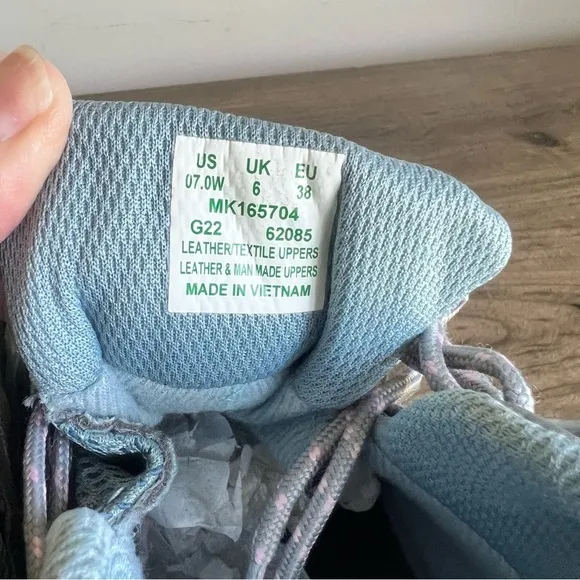 US UK EU
07.0W 6 38
MK165704
G22 62085
LEATHER/TEXTILE UPPERS
LEATHER & MAN MADE UPPERS
MADE IN VIETNAM